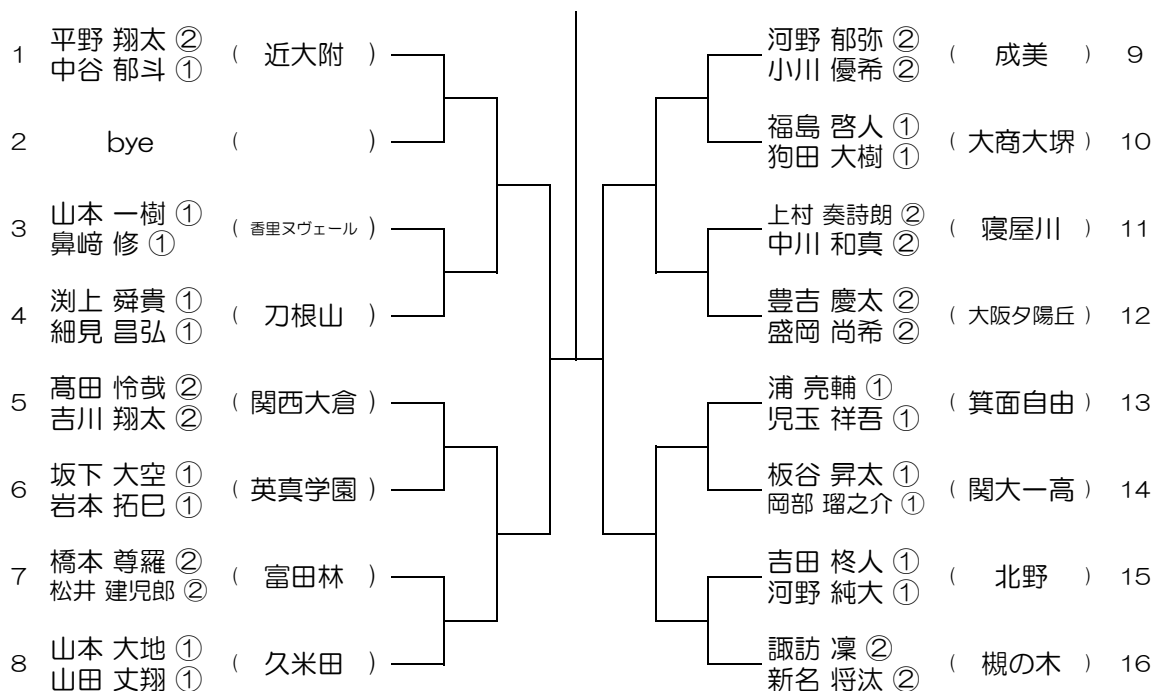 1 平野 翔太 ② ( 近大附 )
中谷 郁斗 ①
2 bye ( )
3 山本 一樹 ① ( 香里ヌヴェール )
鼻﨑 修 ①
4 渕上 舜貴 ① ( 刀根山 )
細見 昌弘 ①
5 髙田 怜哉 ② ( 関西大倉 )
吉川 翔太 ②
6 坂下 大空 ① ( 英真学園 )
岩本 拓巳 ①
7 橋本 尊羅 ② ( 富田林 )
松井 建児郎 ②
8 山本 大地 ① ( 久米田 )
山田 丈翔 ①
河野 郁弥 ② ( 成美 ) 9
小川 優希 ②
福島 啓人 ① ( 大商大堺 ) 10
狗田 大樹 ①
上村 奏詩朗 ② ( 寝屋川 ) 11
中川 和真 ②
豊吉 慶太 ② ( 大阪夕陽丘 ) 12
盛岡 尚希 ②
浦 亮輔 ① ( 箕面自由 ) 13
児玉 祥吾 ①
板谷 昇太 ① ( 関大一高 ) 14
岡部 瑠之介 ①
吉田 柊人 ① ( 北野 ) 15
河野 純大 ①
諏訪 凜 ② ( 槻の木 ) 16
新名 将汰 ②